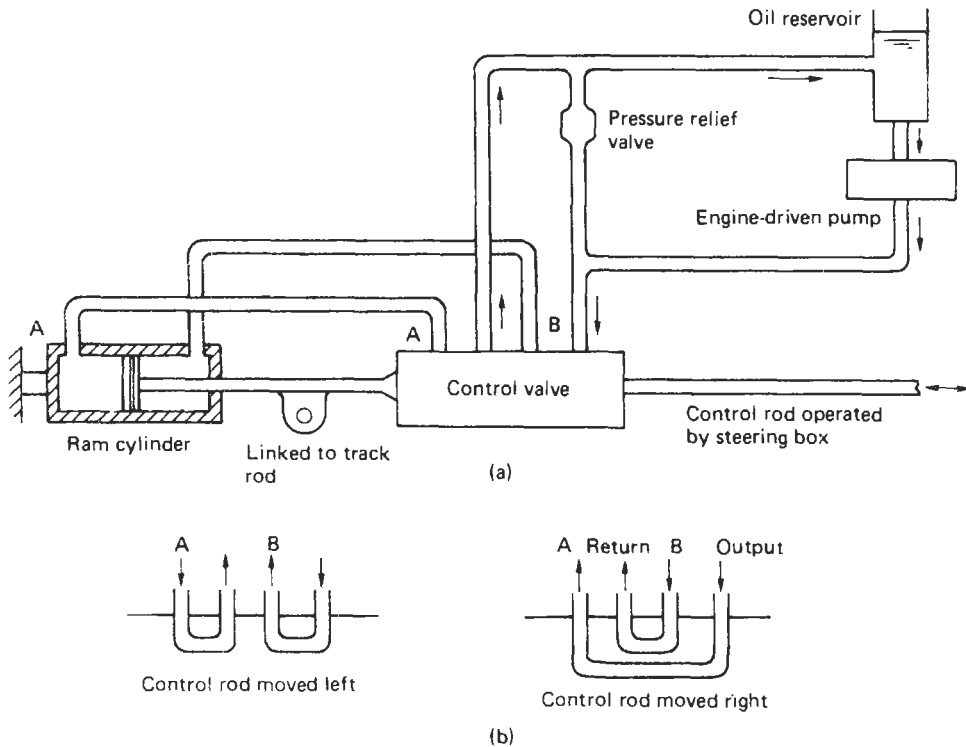 Oil reservoir
Pressure relief
valve
Engine-driven pump
A
A
B
Control valve
Ram cylinder
Linked to track
rod
Control rod operated
by steering box
(a)
A B
A Return B Output
Control rod moved left
Control rod moved right
(b)